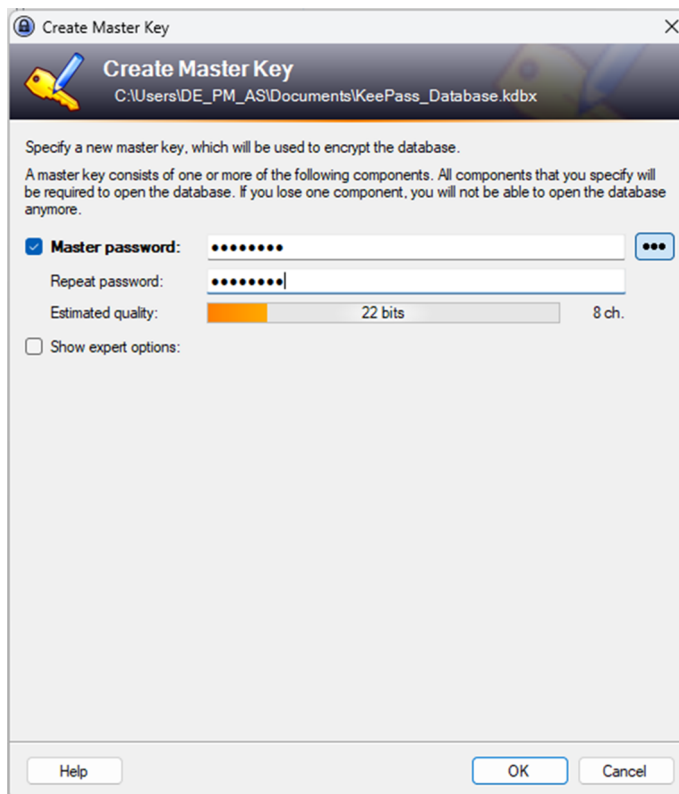 Create Master Key
Create Master Key
C:\Users\DE_PM_AS\Documents\KeePass_Database.kdbx
Specify a new master key, which will be used to encrypt the database.
A master key consists of one or more of the following components. All components that you specify will
be required to open the database. If you lose one component, you will not be able to open the database
anymore.
Master password: ●●●●●●●● ●●●
Repeat password: ●●●●●●●●
Estimated quality: 22 bits 8 ch.
Show expert options:
Help OK Cancel